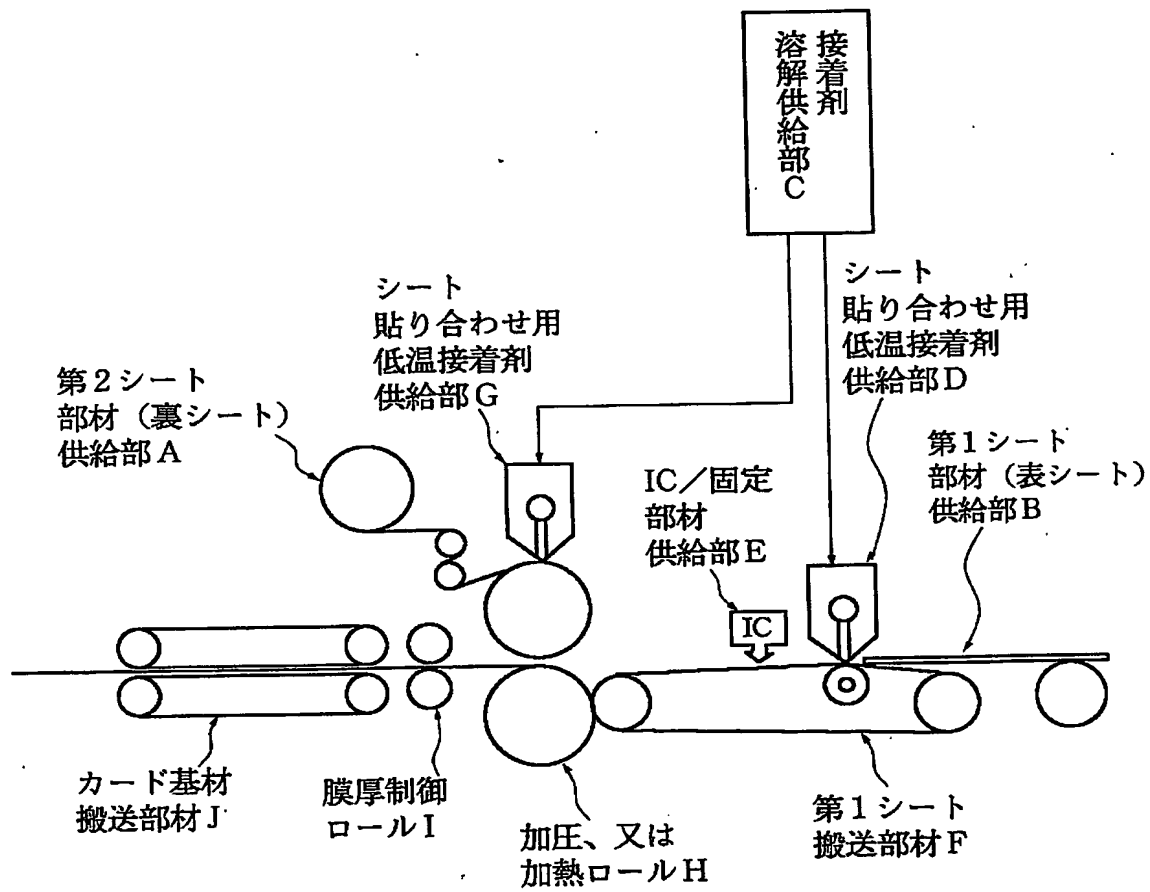 接着剤
溶解供給部C
シート
貼り合わせ用
低温接着剤
供給部G
シート
貼り合わせ用
低温接着剤
供給部D
第2シート
部材(裏シート)
供給部A
第1シート
部材(表シート)
供給部B
IC/固定
部材
供給部E
IC
カード基材
搬送部材J
膜厚制御
ロールI
加圧、又は
加熱ロールH
第1シート
搬送部材F